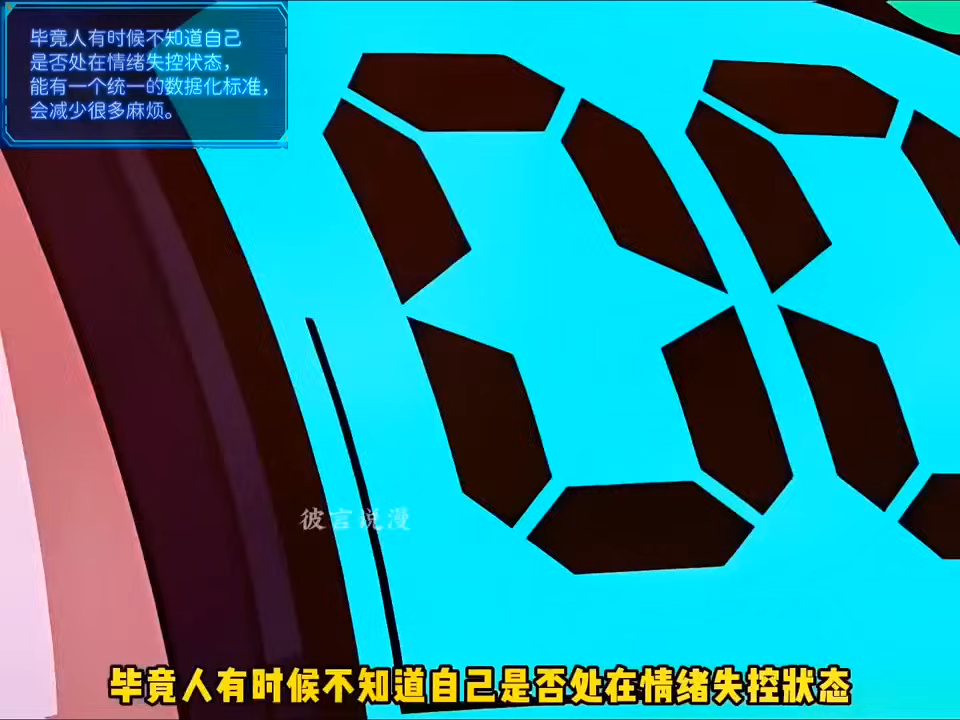 毕竟人有时候不知道自己
是否处在情绪失控状态，
能有一个统一的数据化标准，
会减少很多麻烦。
00
彼言说漫
毕竟人有时候不知道自己是否处在情绪失控狀态